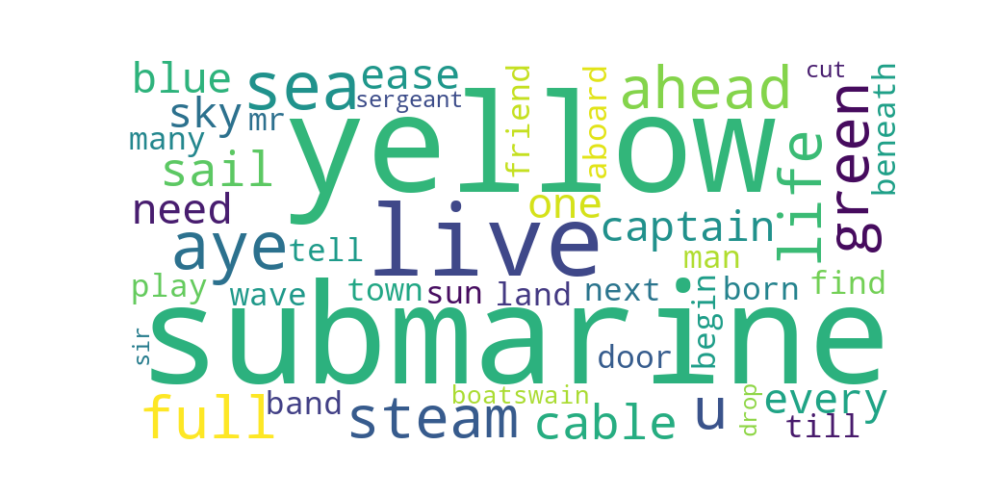 blue
sea
ease
ahead
cut
sky
mr
sergeant
yellow
friend
aboard
life
green
beneath
many
sail
need
live
one
captain
aye
tell
man
play
wave
town
sun
land
next
begin
born
find
sir
submarine
door
full
band
steam
boatswain
cable
u
drop
every
till